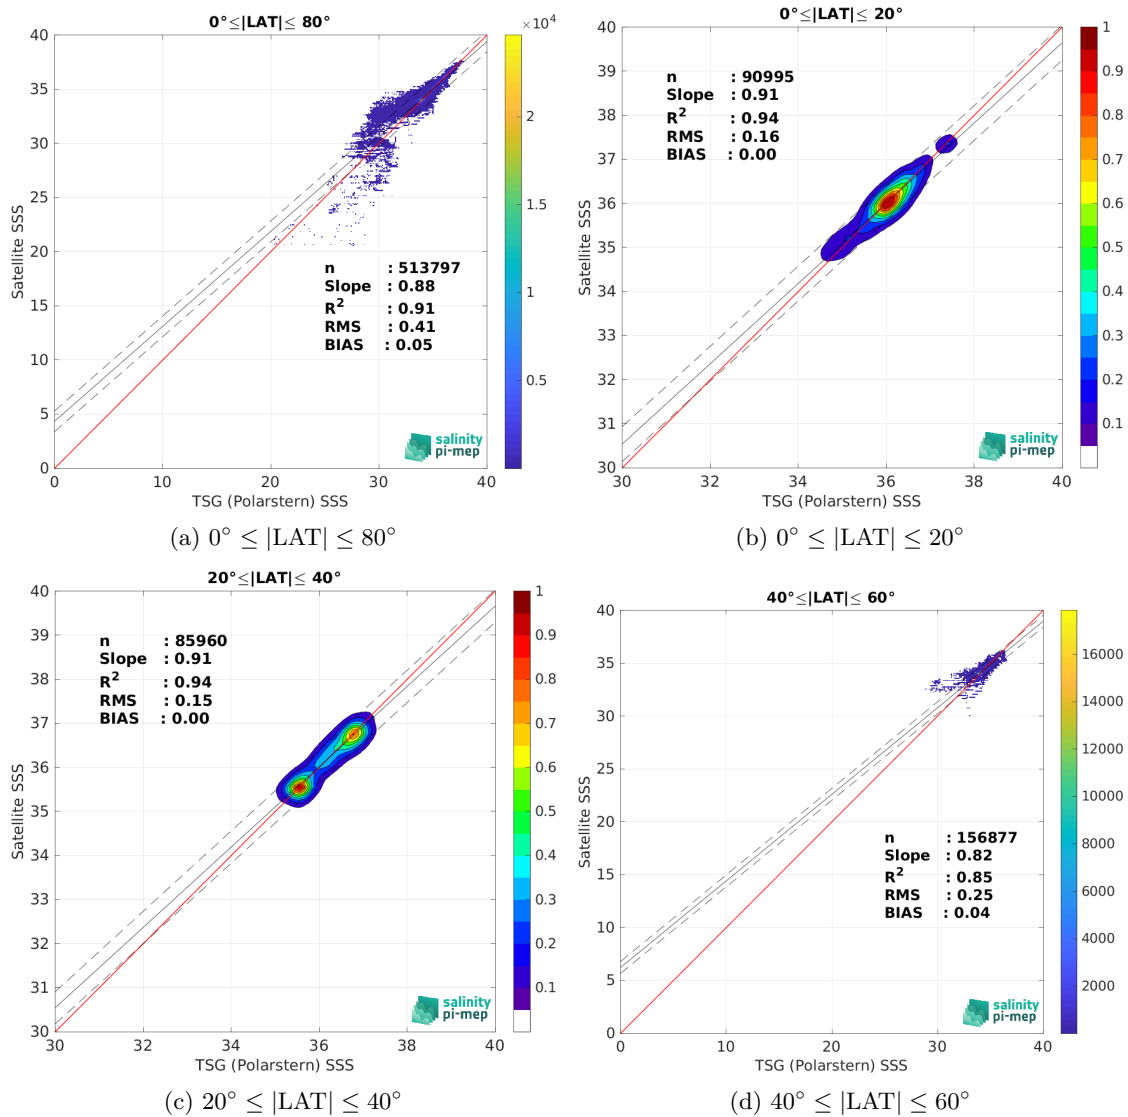 0°≤|LAT|≤ 80°
×10⁴
40
35
30
25
20
15
10
5
0
0
10
20
30
40
2
1.5
1
0.5
Satellite SSS
TSG (Polarstern) SSS
n : 513797
Slope : 0.88
R² : 0.91
RMS : 0.41
BIAS : 0.05
salinity
pi-mep
(a) 0° ≤ |LAT| ≤ 80°
0°≤|LAT|≤ 20°
40
39
38
37
36
35
34
33
32
31
30
30
32
34
36
38
40
1
0.9
0.8
0.7
0.6
0.5
0.4
0.3
0.2
0.1
Satellite SSS
TSG (Polarstern) SSS
n : 90995
Slope : 0.91
R² : 0.94
RMS : 0.16
BIAS : 0.00
salinity
pi-mep
(b) 0° ≤ |LAT| ≤ 20°
20°≤|LAT|≤ 40°
40
39
38
37
36
35
34
33
32
31
30
30
32
34
36
38
40
1
0.9
0.8
0.7
0.6
0.5
0.4
0.3
0.2
0.1
Satellite SSS
TSG (Polarstern) SSS
n : 85960
Slope : 0.91
R² : 0.94
RMS : 0.15
BIAS : 0.00
salinity
pi-mep
(c) 20° ≤ |LAT| ≤ 40°
40°≤|LAT|≤ 60°
40
35
30
25
20
15
10
5
0
0
10
20
30
40
16000
14000
12000
10000
8000
6000
4000
2000
0
Satellite SSS
TSG (Polarstern) SSS
n : 156877
Slope : 0.82
R² : 0.85
RMS : 0.25
BIAS : 0.04
salinity
pi-mep
(d) 40° ≤ |LAT| ≤ 60°